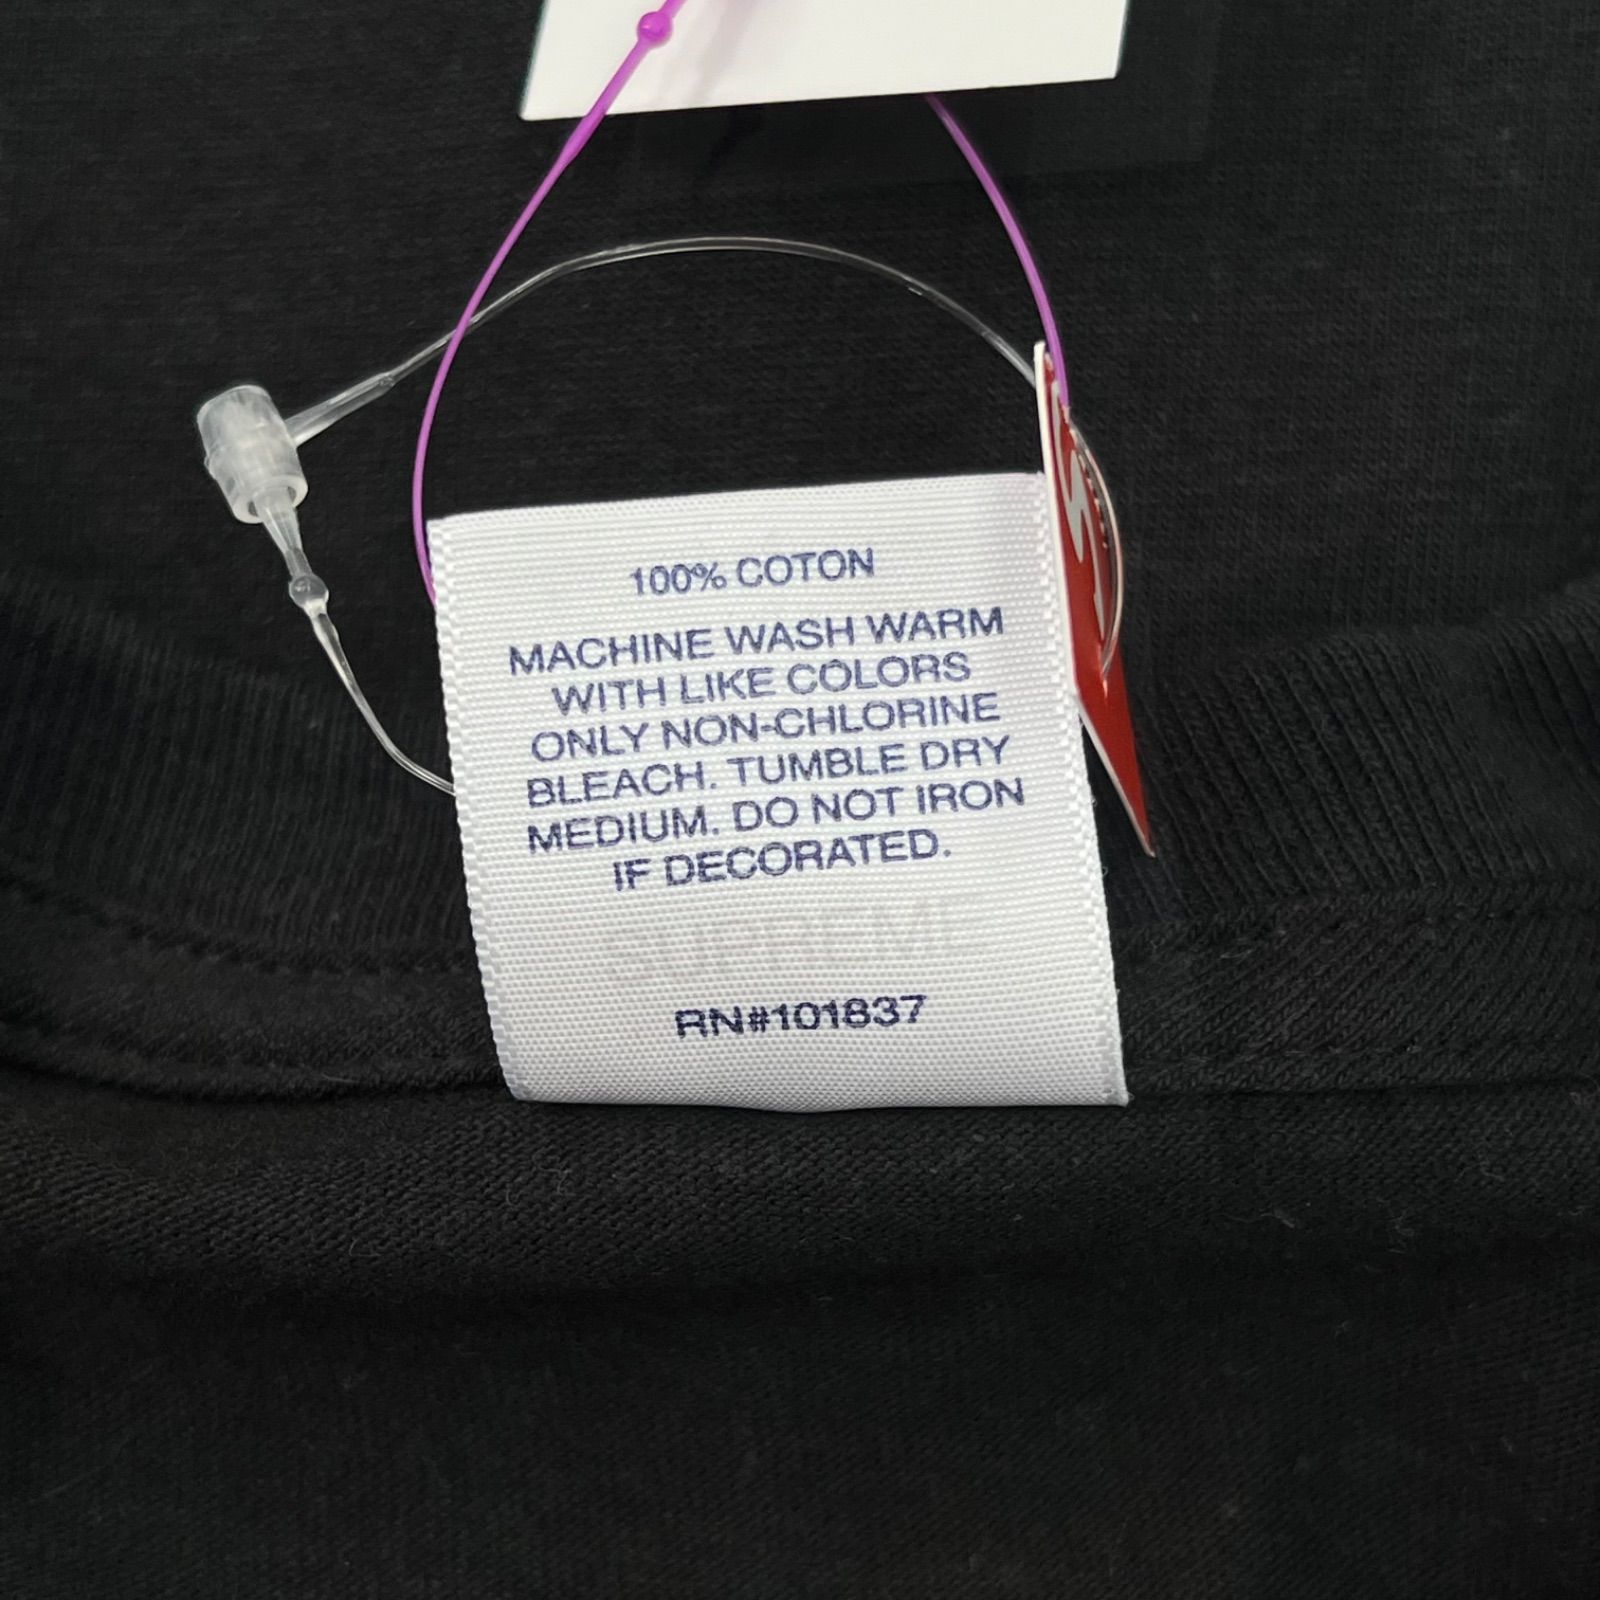 100% COTON
MACHINE WASH WARM
WITH LIKE COLORS
ONLY NON-CHLORINE
BLEACH. TUMBLE DRY
MEDIUM. DO NOT IRON
IF DECORATED.
SUPREME
RN#101837